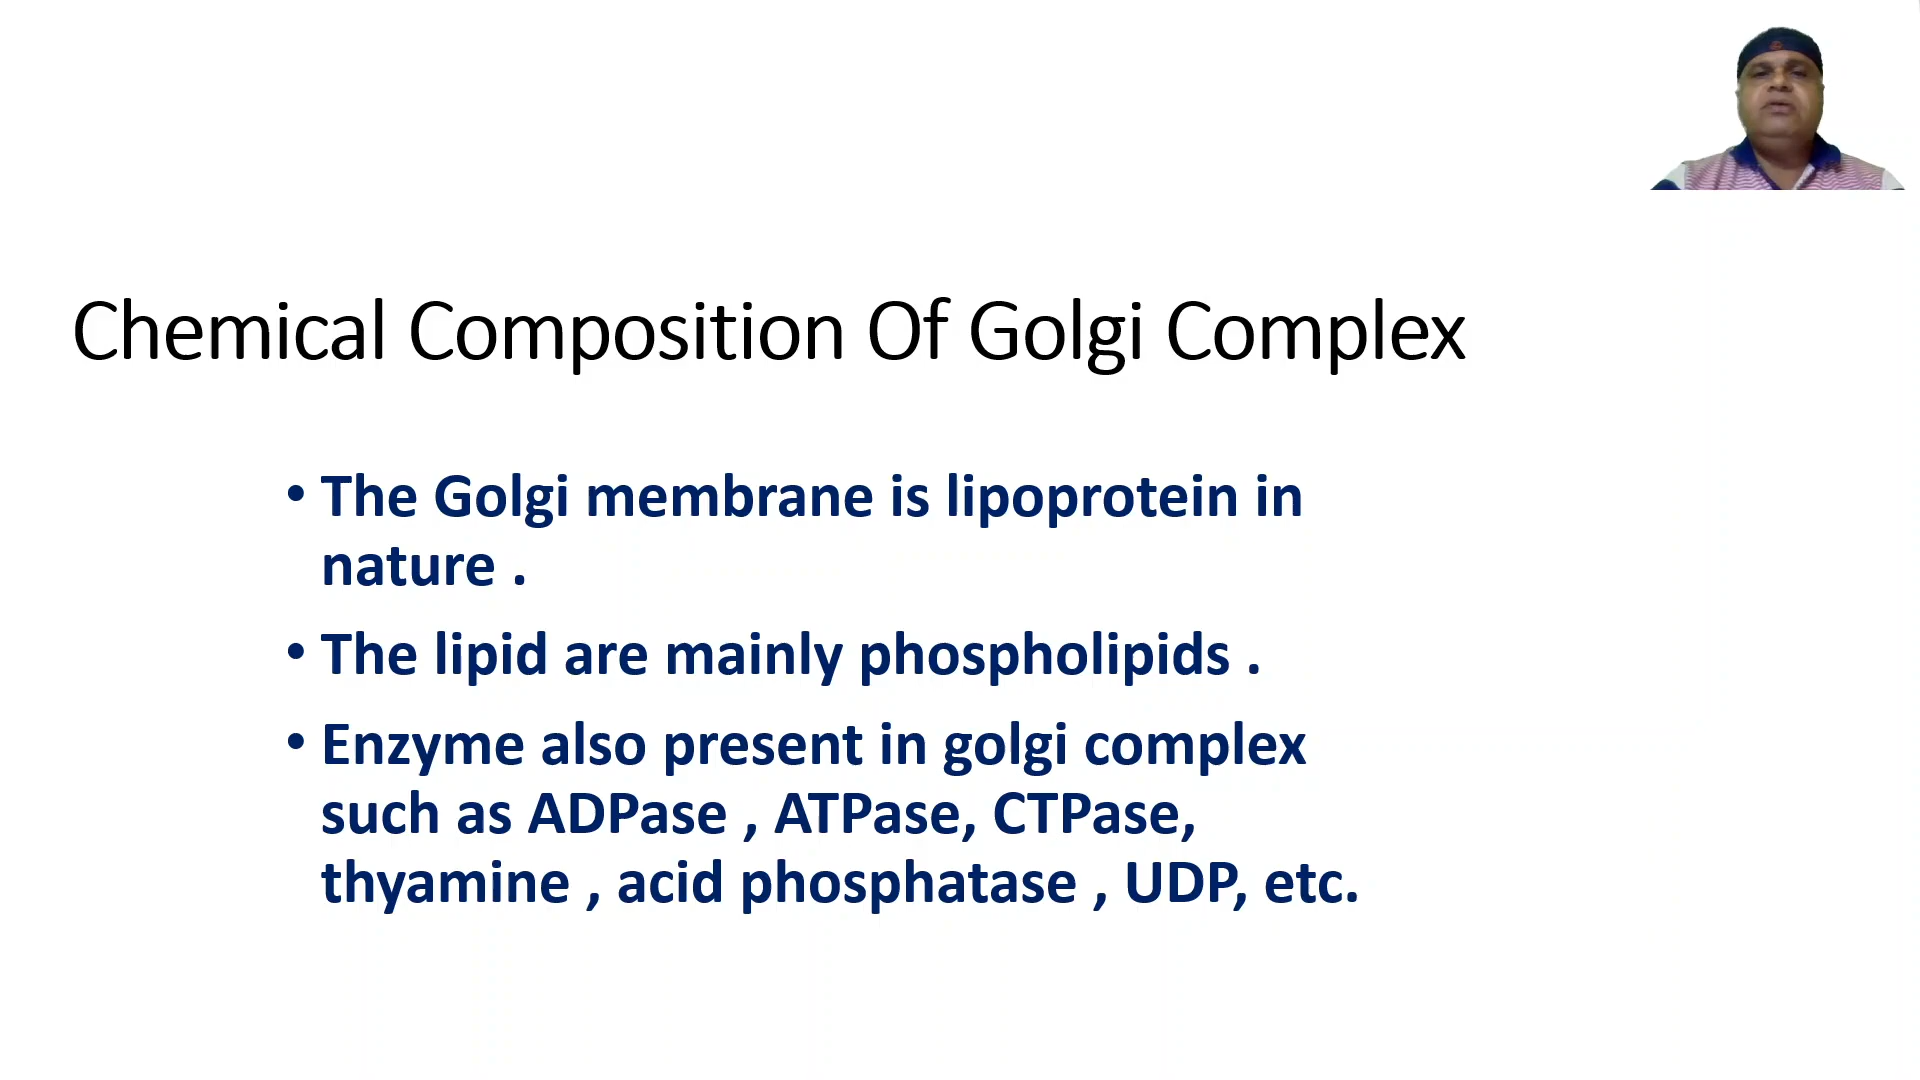 Chemical Composition Of Golgi Complex
• The Golgi membrane is lipoprotein in
nature .
• The lipid are mainly phospholipids .
• Enzyme also present in golgi complex
such as ADPase , ATPase, CTPase,
thyamine , acid phosphatase , UDP, etc.